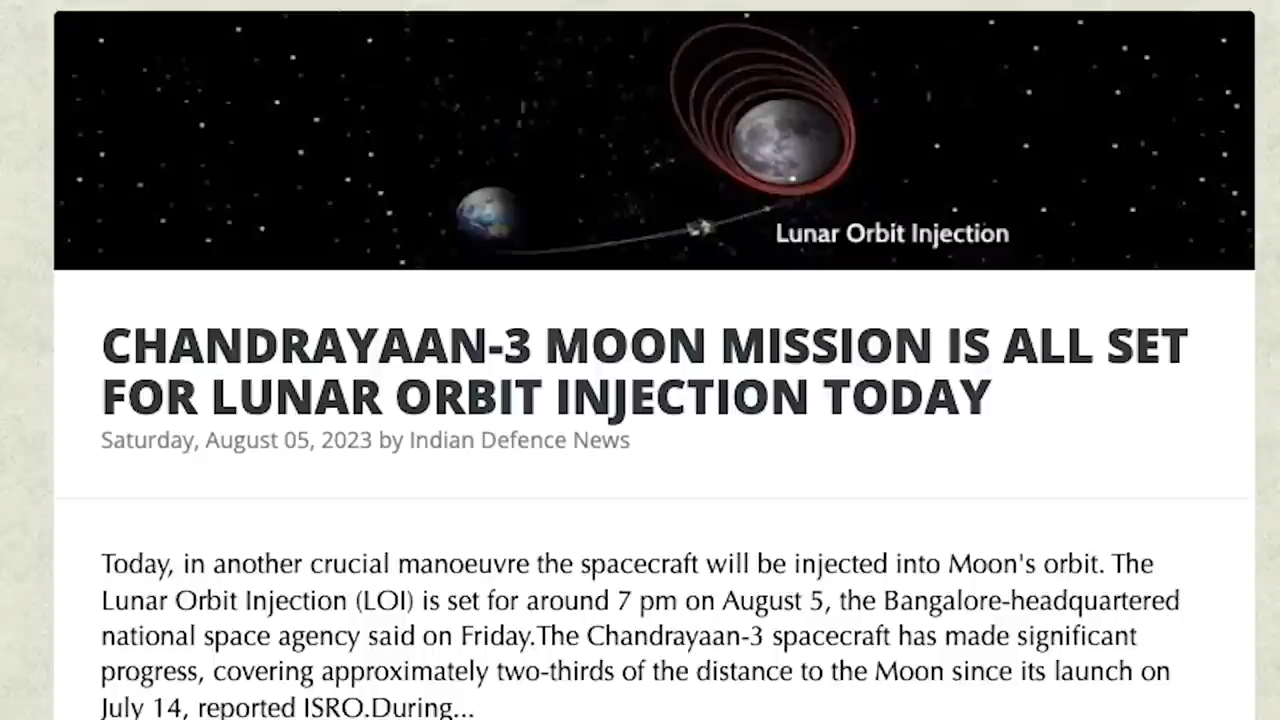 Lunar Orbit Injection
CHANDRAYAAN-3 MOON MISSION IS ALL SET
FOR LUNAR ORBIT INJECTION TODAY
Saturday, August 05, 2023 by Indian Defence News
Today, in another crucial manoeuvre the spacecraft will be injected into Moon's orbit. The
Lunar Orbit Injection (LOI) is set for around 7 pm on August 5, the Bangalore-headquartered
national space agency said on Friday.The Chandrayaan-3 spacecraft has made significant
progress, covering approximately two-thirds of the distance to the Moon since its launch on
July 14, reported ISRO.During...